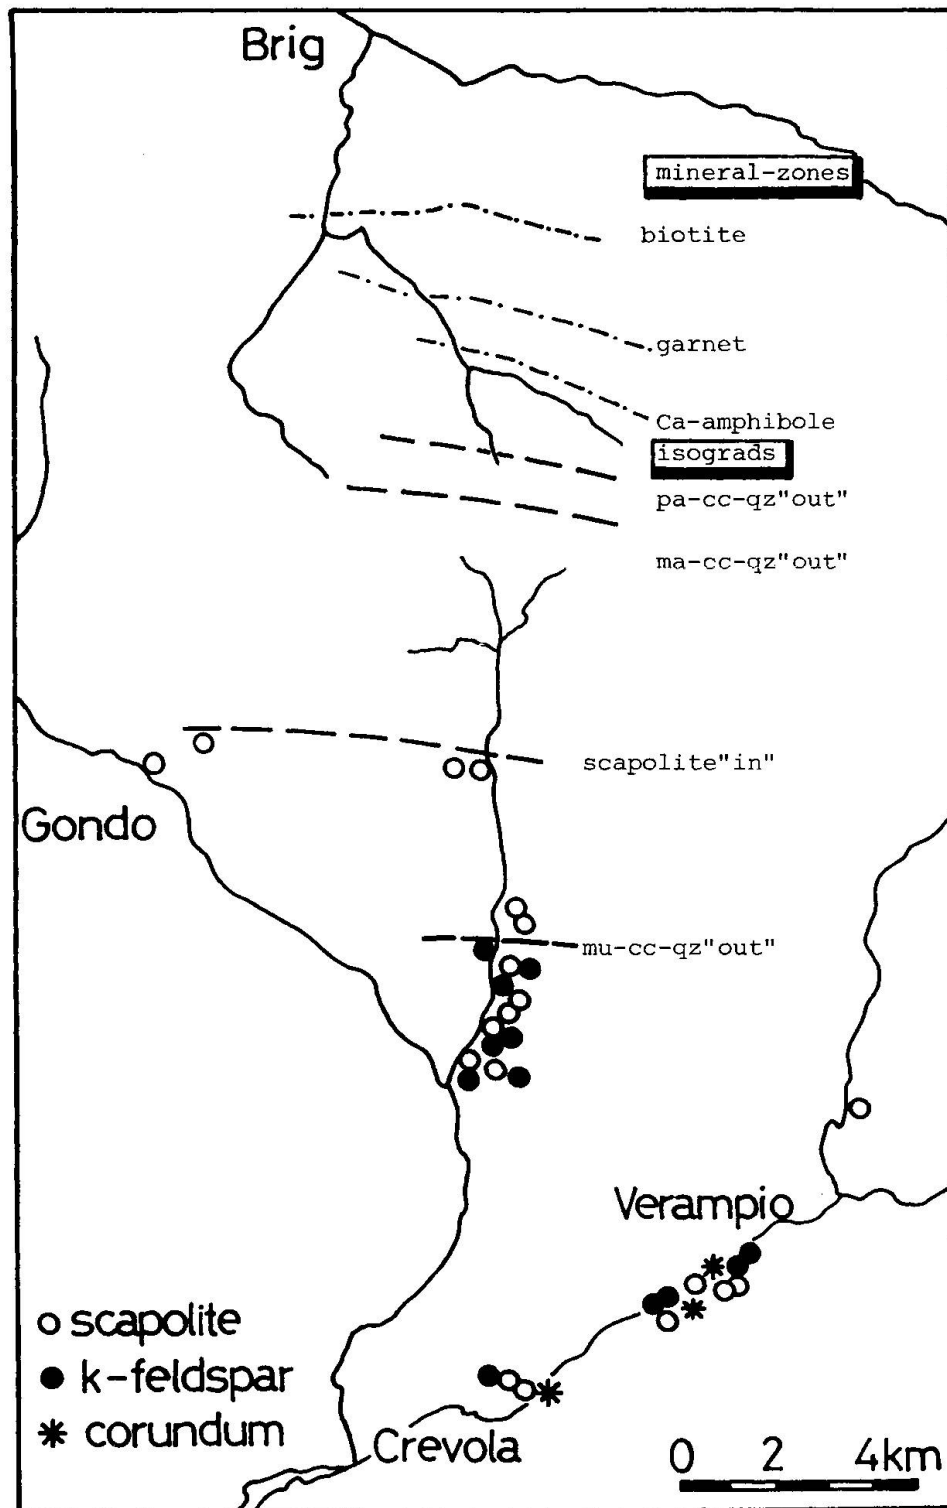 Brig
mineral-zones
biotite
garnet
Ca-amphibole
isograds
pa-cc-qz"out"
ma-cc-qz"out"
scapolite"in"
Gondo
mu-cc-qz"out"
Verampio
scapolite
k-feldspar
corundum
Crevola
0 2 4km